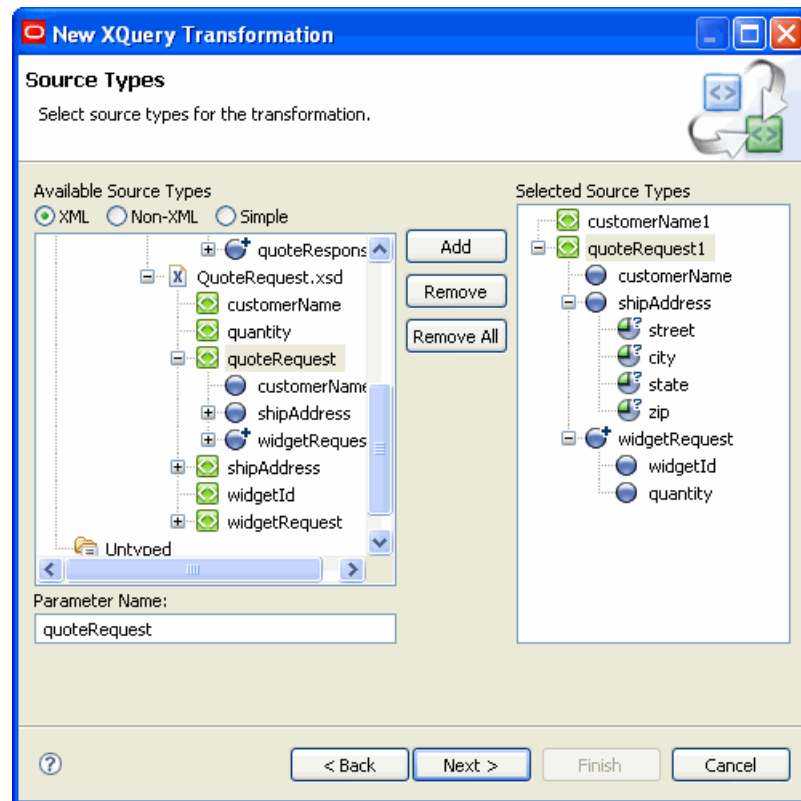 New XQuery Transformation
Source Types
Select source types for the transformation.
Available Source Types
XML Non-XML Simple
quoteRespons
QuoteRequest.xsd
customerName
quantity
quoteRequest
customerName
shipAddress
widgetReques
shipAddress
widgetId
widgetRequest
Untyped
Parameter Name:
quoteRequest
Add
Remove
Remove All
Selected Source Types
customerName1
quoteRequest1
customerName
shipAddress
street
city
state
zip
widgetRequest
widgetId
quantity
< Back
Next >
Finish
Cancel